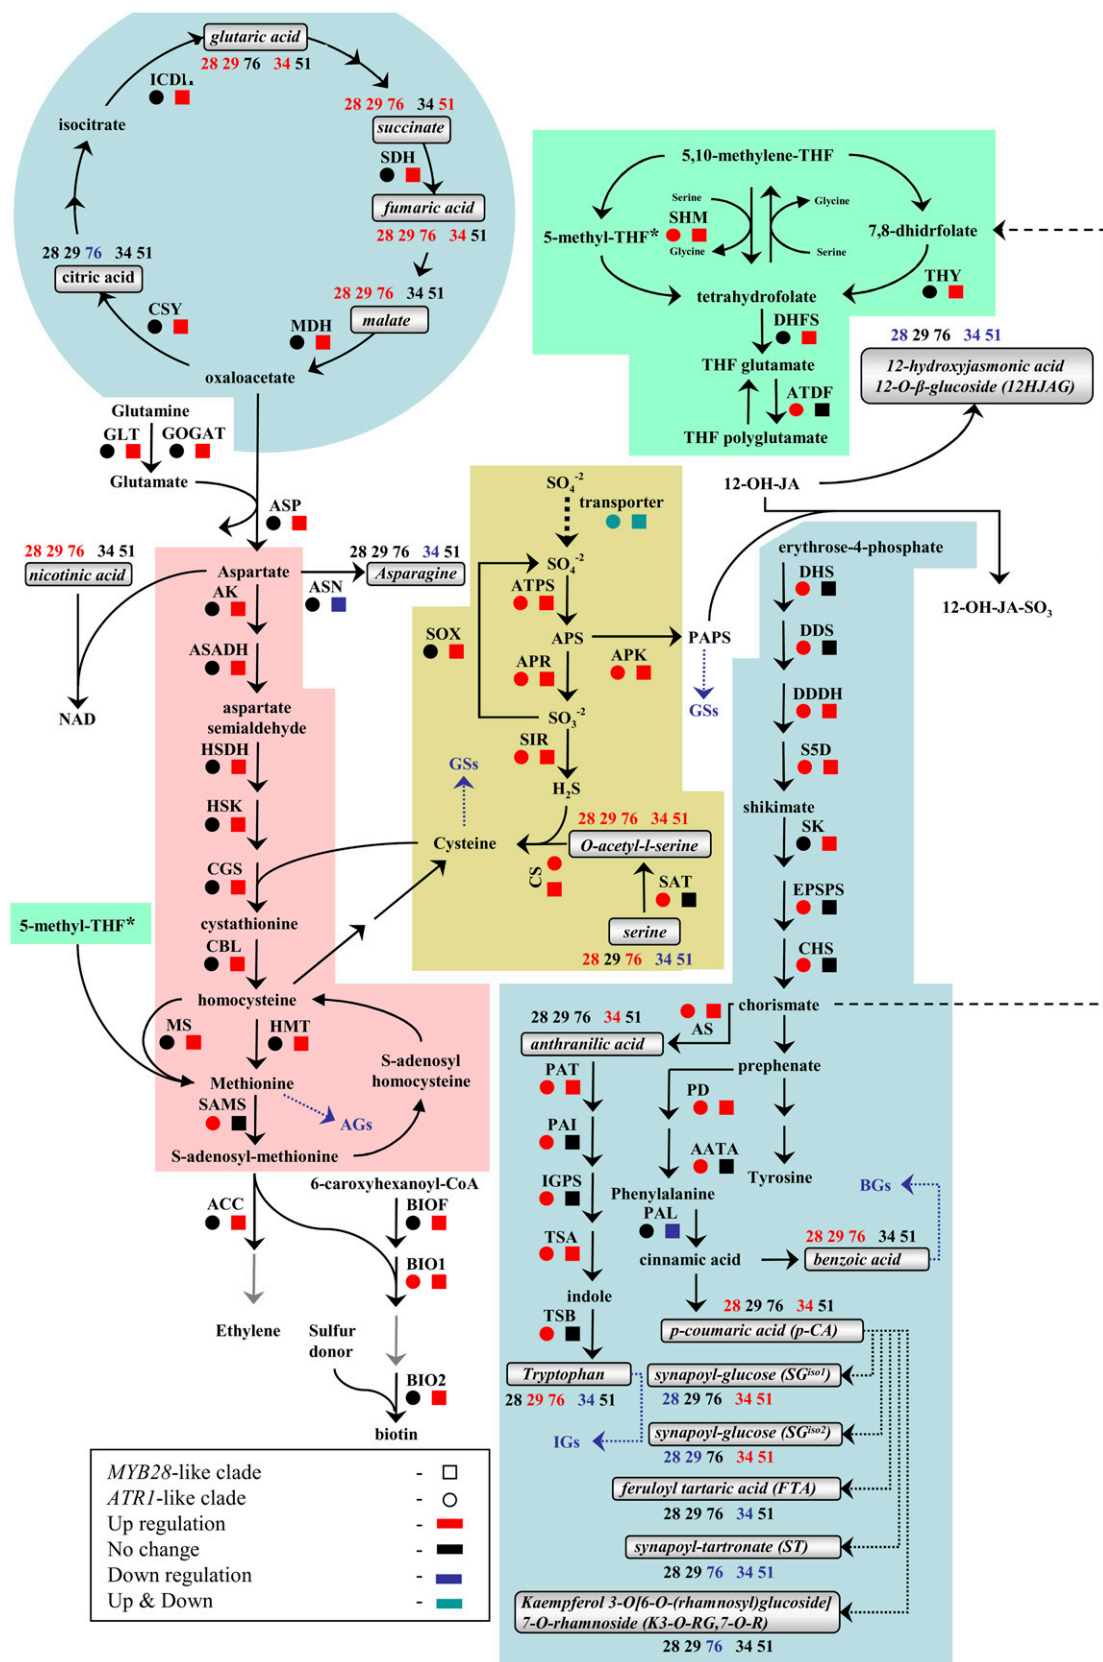 glutaric acid
28 29 76 34 51
ICDH
isocitrate
28 29 76 34 51
succinate
SDH
fumaric acid
28 29 76 34 51
28 29 76 34 51
citric acid
28 29 76 34 51
malate
CSY
MDH
oxaloacetate
5,10-methylene-THF
Serine
Glycine
SHM
5-methyl-THF*
7,8-dhidrfolate
Glycine
Serine
THY
tetrahydrofolate
DHFS
THF glutamate
ATDF
THF polyglutamate
28 29 76 34 51
12-hydroxyjasmonic acid
12-O-β-glucoside (12HJAG)
Glutamine
GLT GOGAT
Glutamate
ASP
28 29 76 34 51
nicotinic acid
NAD
Aspartate
28 29 76 34 51
Asparagine
ASN
AK
ASADH
aspartate
semialdehyde
HSDH
HSK
CGS
cystathionine
5-methyl-THF*
CBL
homocysteine
MS
HMT
Methionine
S-adenosyl
homocysteine
SAMS
AGs
S-adenosyl-methionine
SO4-2
transporter
SO4-2
ATPS
SOX
APS
APK
PAPS
GSs
APR
SO3-2
SIR
GSs
H2S
Cysteine
28 29 76 34 51
O-acetyl-l-serine
CS
SAT
serine
28 29 76 34 51
12-OH-JA
12-OH-JA-SO3
erythrose-4-phosphate
DHS
DDS
DDDH
S5D
shikimate
SK
EPSPS
CHS
chorismate
AS
28 29 76 34 51
anthranilic acid
PAT
PAI
IGPS
TSA
indole
TSB
Tryptophan
28 29 76 34 51
IGs
prephenate
PD
AATA
Tyrosine
Phenylalanine
PAL
cinnamic acid
BGs
28 29 76 34 51
benzoic acid
28 29 76 34 51
p-coumaric acid (p-CA)
synapoyl-glucose (SGiso1)
28 29 76 34 51
synapoyl-glucose (SGiso2)
28 29 76 34 51
feruloyl tartaric acid (FTA)
28 29 76 34 51
synapoyl-tartronate (ST)
28 29 76 34 51
Kaempferol 3-O[6-O-(rhamnosyl)glucoside]
7-O-rhamnoside (K3-O-RG,7-O-R)
28 29 76 34 51
ACC
Ethylene
6-caroxyhexanoyl-CoA
BIOF
BIO1
Sulfur
donor
BIO2
biotin
MYB28-like clade -
ATR1-like clade -
Up regulation -
No change -
Down regulation -
Up & Down -